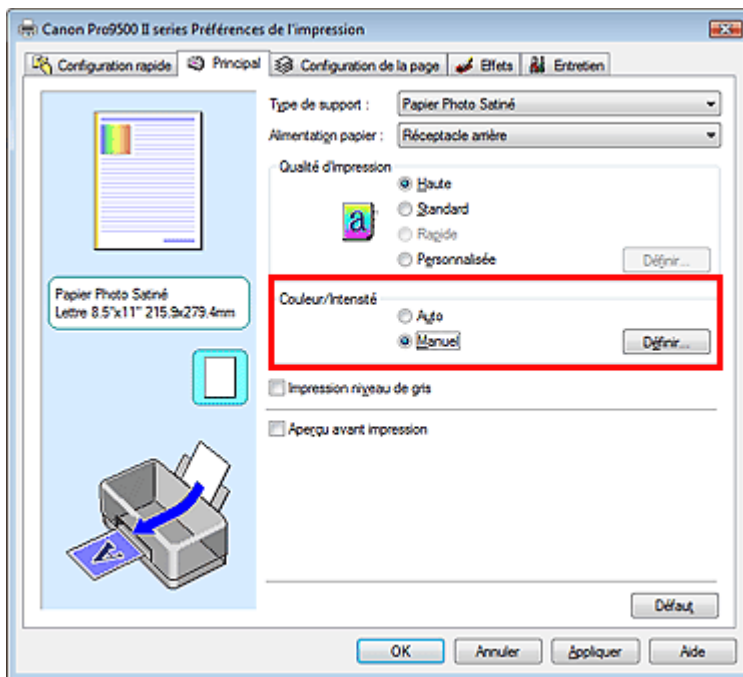 Canon Pro9500 II series Préférences de l'impression
Configuration rapide
Principal
Configuration de la page
Effets
Entretien
Type de support :
Papier Photo Satiné
Alimentation papier :
Réceptacle arrière
Qualité d'impression
Haute
Standard
Rapide
Personnalisée
Définir...
a
Papier Photo Satiné
Lettre 8.5"x11" 215.9x279.4mm
Couleur/Intensité
Auto
Manuel
Définir...
Impression niveau de gris
Aperçu avant impression
A
Défaut
OK
Annuler
Appliquer
Aide